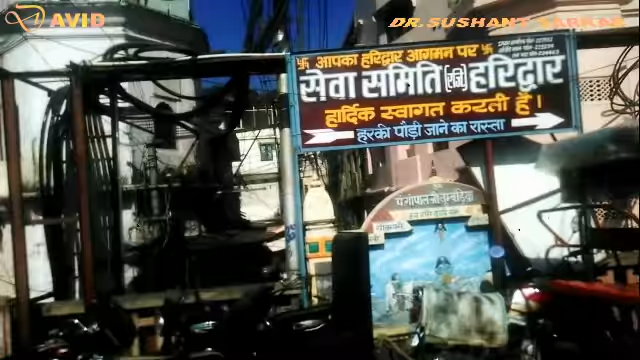 DAVID
DR.SUSHANT SARKAR
卐 आपका हरिद्वार आगमन पर 卐
सेवा समिति (रजि) हरिद्वार
हार्दिक स्वागत करती हैं।
हरकी पौड़ी जाने का रास्ता